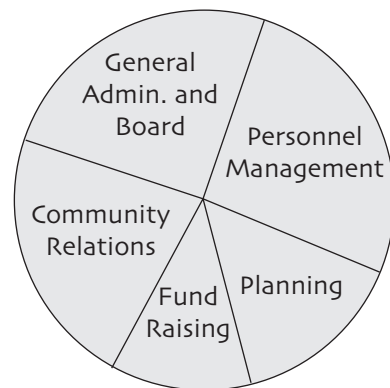 General
Admin. and
Board
Personnel
Management
Community
Relations
Fund
Raising
Planning